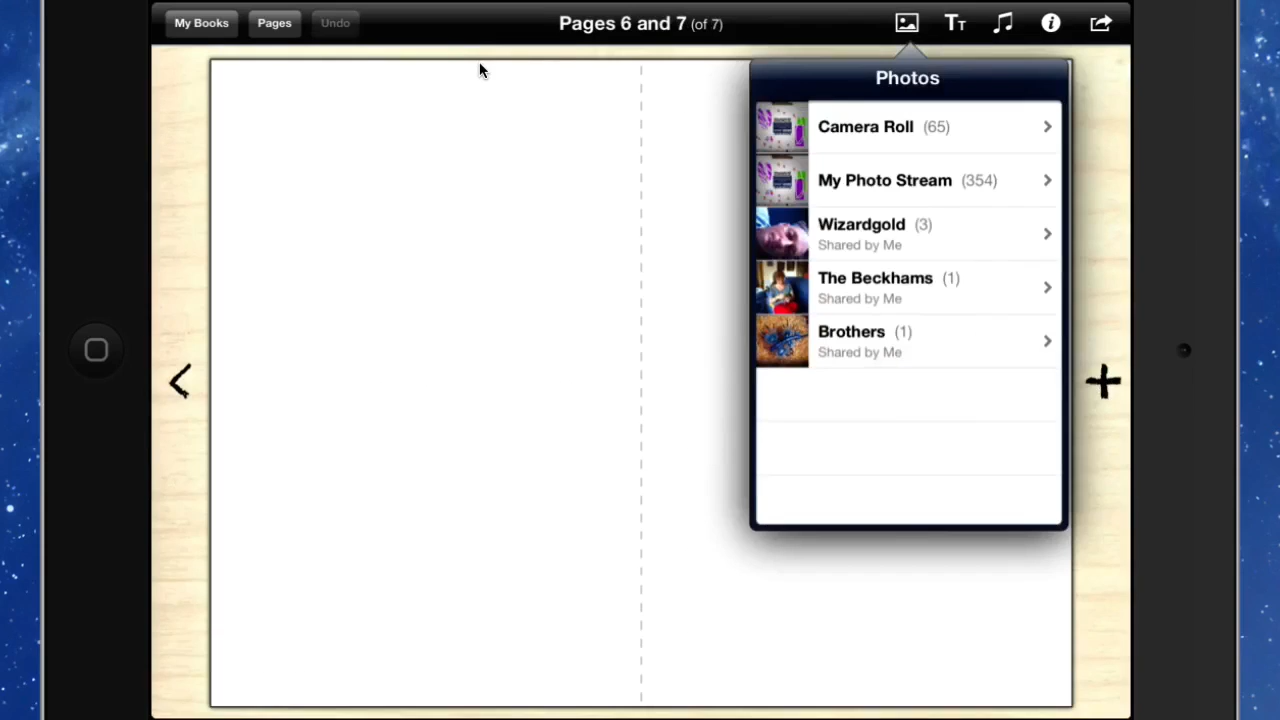 My Books Pages Undo Pages 6 and 7 (of 7) TT
Photos
Camera Roll (65)
My Photo Stream (354)
Wizardgold (3)
Shared by Me
The Beckhams (1)
Shared by Me
Brothers (1)
Shared by Me